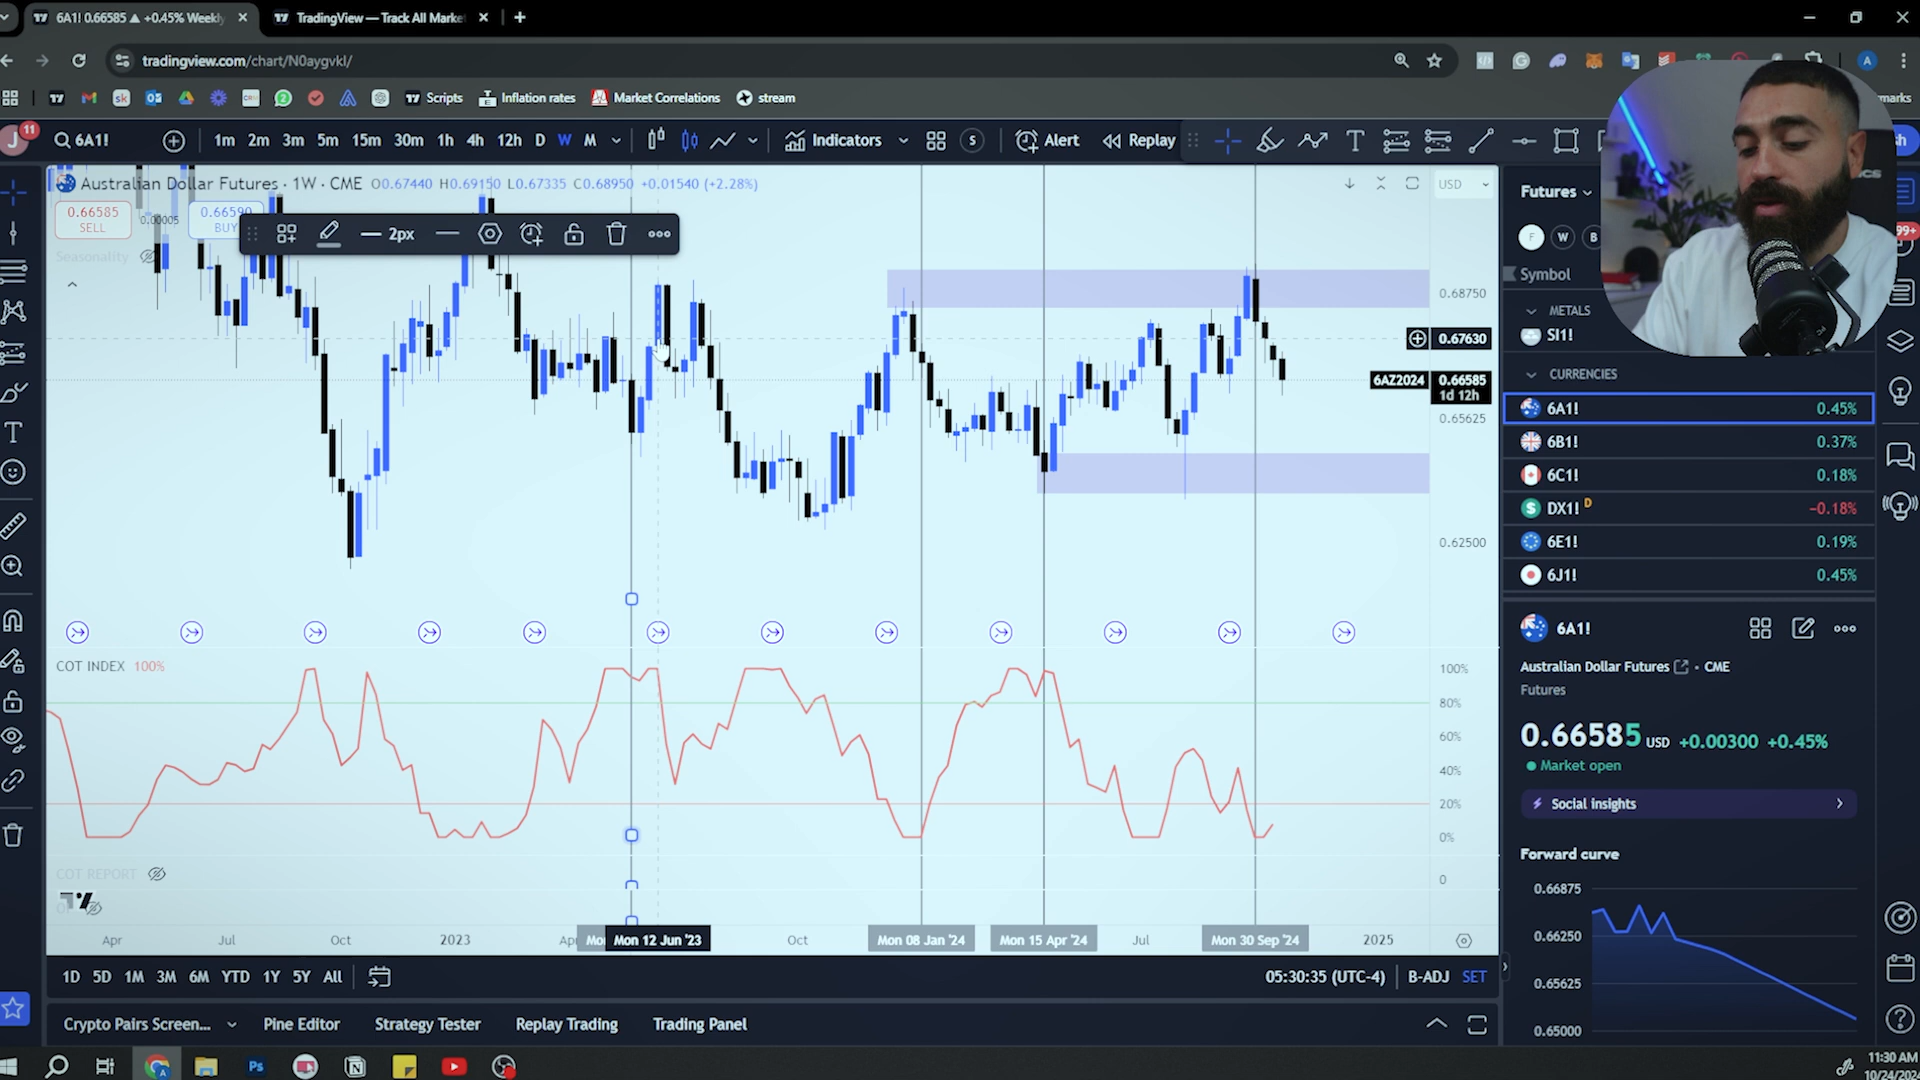 6A1! 0.66585 ▲ +0.45% Weekly
TradingView — Track All Marke
tradingview.com/chart/N0aygvkl/
A
Scripts
Inflation rates
Market Correlations
stream
marks
J
11
6A1!
1m 2m 3m 5m 15m 30m 1h 4h 12h D W M
Indicators
S
Alert
Replay
T
Australian Dollar Futures · 1W · CME O0.67440 H0.69150 L0.67335 C0.68950 +0.01540 (+2.28%)
USD
0.66585
SELL
0.00005
0.66590
BUY
2px
Seasonality
0.68750
0.67630
6AZ2024
0.66585
1d 12h
0.65625
0.62500
COT INDEX 100%
100%
80%
60%
40%
20%
0%
COT REPORT
0
Apr
Jul
Oct
2023
Mon 12 Jun '23
Oct
Mon 08 Jan '24
Mon 15 Apr '24
Jul
Mon 30 Sep '24
2025
1D 5D 1M 3M 6M YTD 1Y 5Y All
05:30:35 (UTC-4)
B-ADJ
SET
Crypto Pairs Screen...
Pine Editor
Strategy Tester
Replay Trading
Trading Panel
Futures
F
W
B
Symbol
METALS
SI1!
CURRENCIES
6A1! 0.45%
6B1! 0.37%
6C1! 0.18%
DX1! D −0.18%
6E1! 0.19%
6J1! 0.45%
6A1!
Australian Dollar Futures · CME
Futures
0.66585 USD +0.00300 +0.45%
Market open
Social insights
Forward curve
0.66875
0.66250
0.65625
0.65000
99+
11:30 AM